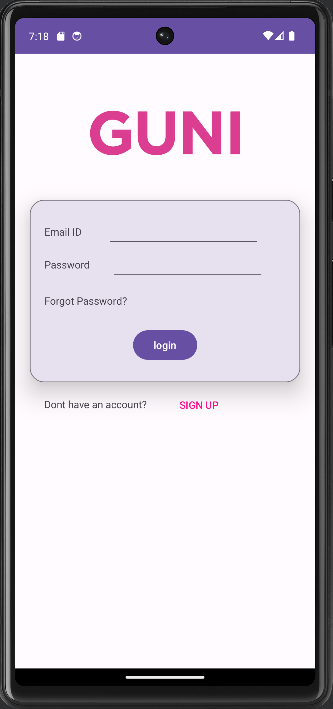 7:18
GUNI
Email ID
Password
Forgot Password?
login
Dont have an account? SIGN UP